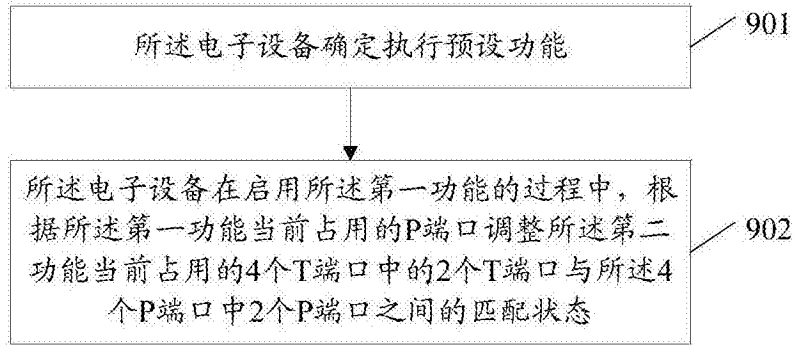 所述电子设备确定执行预设功能
901
所述电子设备在启用所述第一功能的过程中，根
据所述第一功能当前占用的P端口调整所述第二
功能当前占用的4个T端口中的2个T端口与所述4
个P端口中2个P端口之间的匹配状态
902